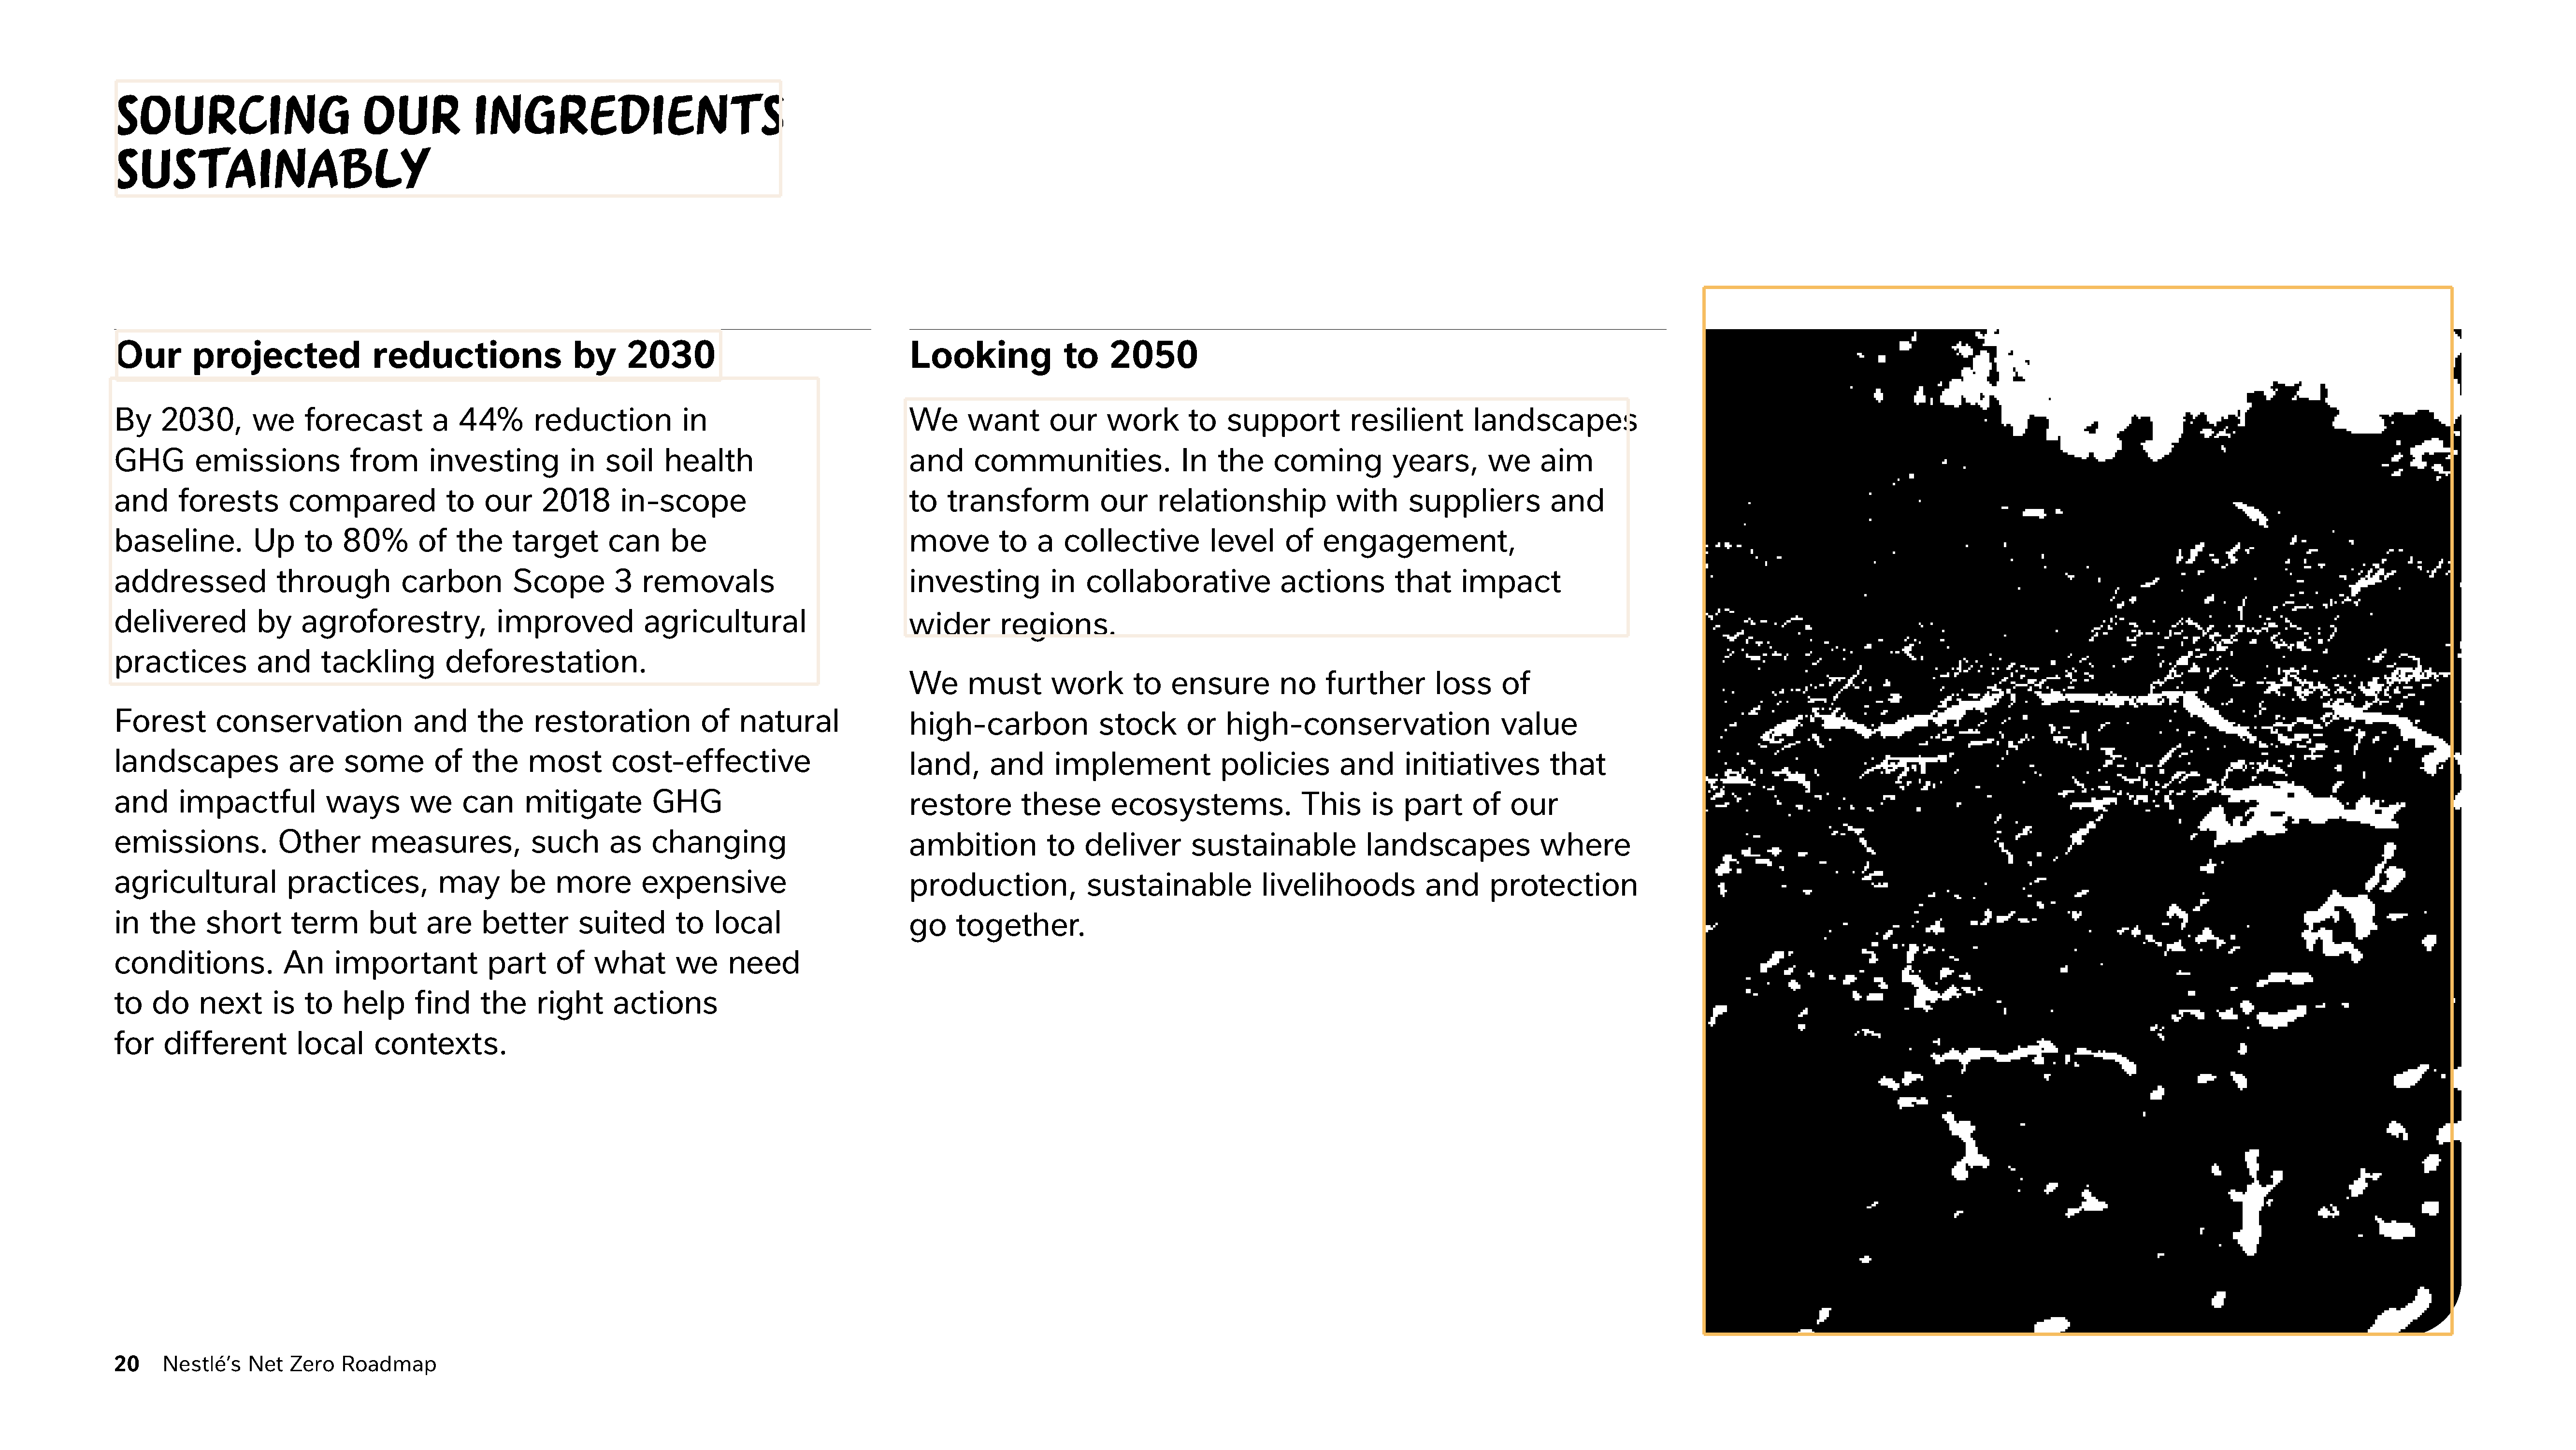 SOURCING OUR INGREDIENTS
SUSTAINABLY
Our projected reductions by 2030
By 2030, we forecast a 44% reduction in
GHG emissions from investing in soil health
and forests compared to our 2018 in-scope
baseline. Up to 80% of the target can be
addressed through carbon Scope 3 removals
delivered by agroforestry, improved agricultural
practices and tackling deforestation.
Forest conservation and the restoration of natural
landscapes are some of the most cost-effective
and impactful ways we can mitigate GHG
emissions. Other measures, such as changing
agricultural practices, may be more expensive
in the short term but are better suited to local
conditions. An important part of what we need
to do next is to help find the right actions
for different local contexts.
Looking to 2050
We want our work to support resilient landscapes
and communities. In the coming years, we aim
to transform our relationship with suppliers and
move to a collective level of engagement,
investing in collaborative actions that impact
wider regions.
We must work to ensure no further loss of
high-carbon stock or high-conservation value
land, and implement policies and initiatives that
restore these ecosystems. This is part of our
ambition to deliver sustainable landscapes where
production, sustainable livelihoods and protection
go together.
20 Nestlé’s Net Zero Roadmap